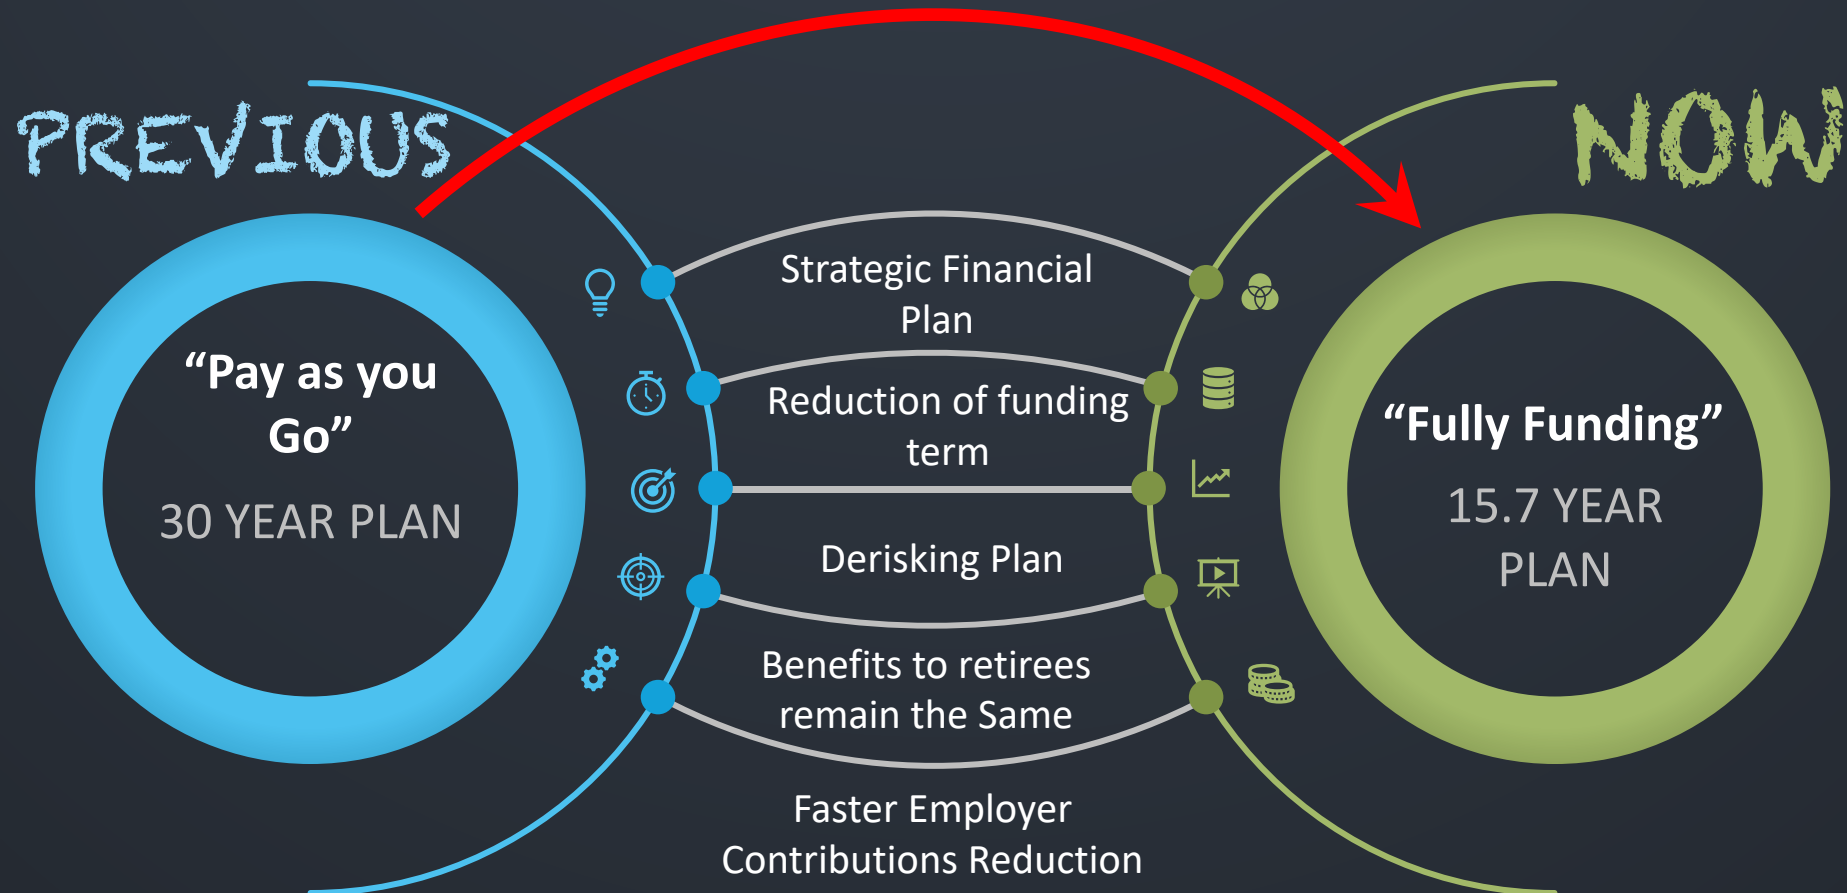 PREVIOUS
NOW
“Pay as you
Go”
30 YEAR PLAN
Strategic Financial
Plan
Reduction of funding
term
Derisking Plan
Benefits to retirees
remain the Same
Faster Employer
Contributions Reduction
“Fully Funding”
15.7 YEAR
PLAN